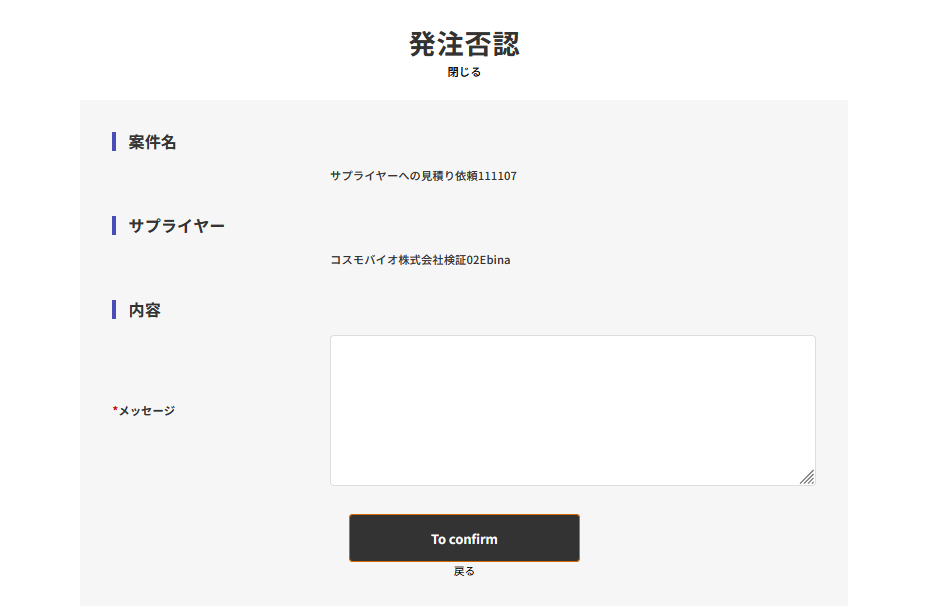 発注否認
閉じる
案件名
サプライヤーへの見積り依頼111107
サプライヤー
コスモバイオ株式会社検証02Ebina
内容
*メッセージ
To confirm
戻る